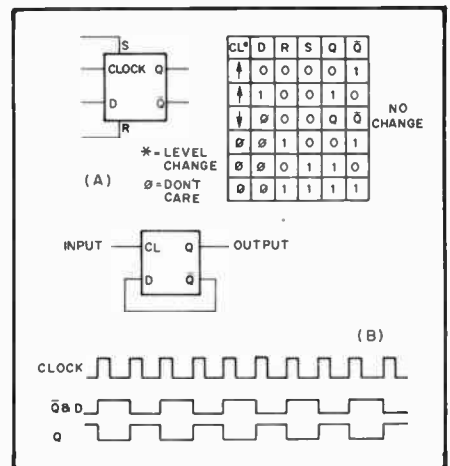 S
CLOCK Q
D Q̄
R
*= LEVEL CHANGE
Ø= DON'T CARE
(A)
CL* D R S Q Q̄
↑ 0 0 0 0 1
↑ 1 0 0 1 0
↓ Ø 0 0 Q Q̄
NO CHANGE
Ø Ø 1 0 0 1
Ø Ø 0 1 1 0
Ø Ø 1 1 1 1
INPUT CL Q OUTPUT
D Q̄
(B)
CLOCK
Q̄ & D
Q